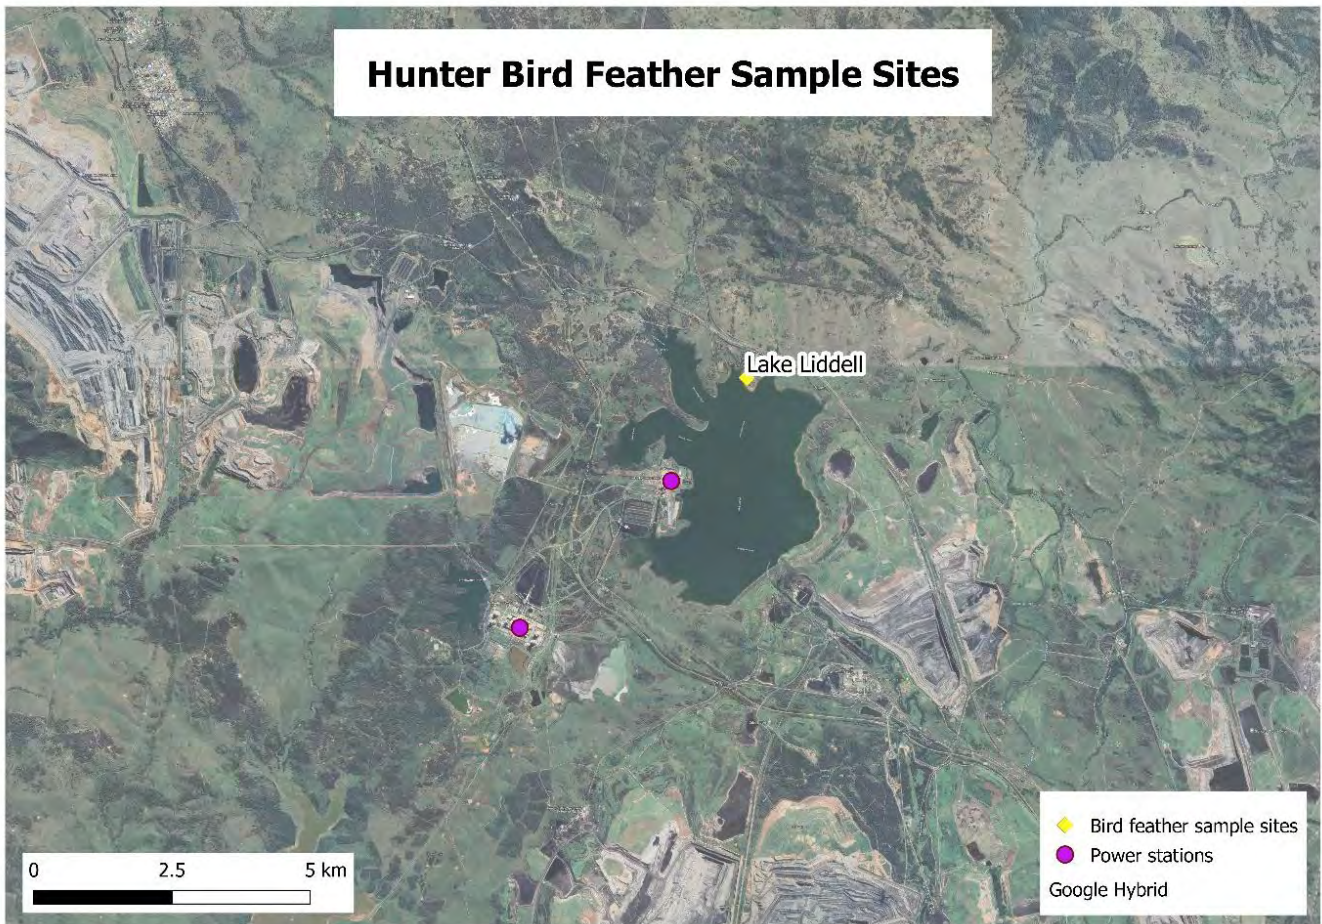 Hunter Bird Feather Sample Sites
Lake Liddell
Bird feather sample sites
Power stations
Google Hybrid
0 2.5 5 km